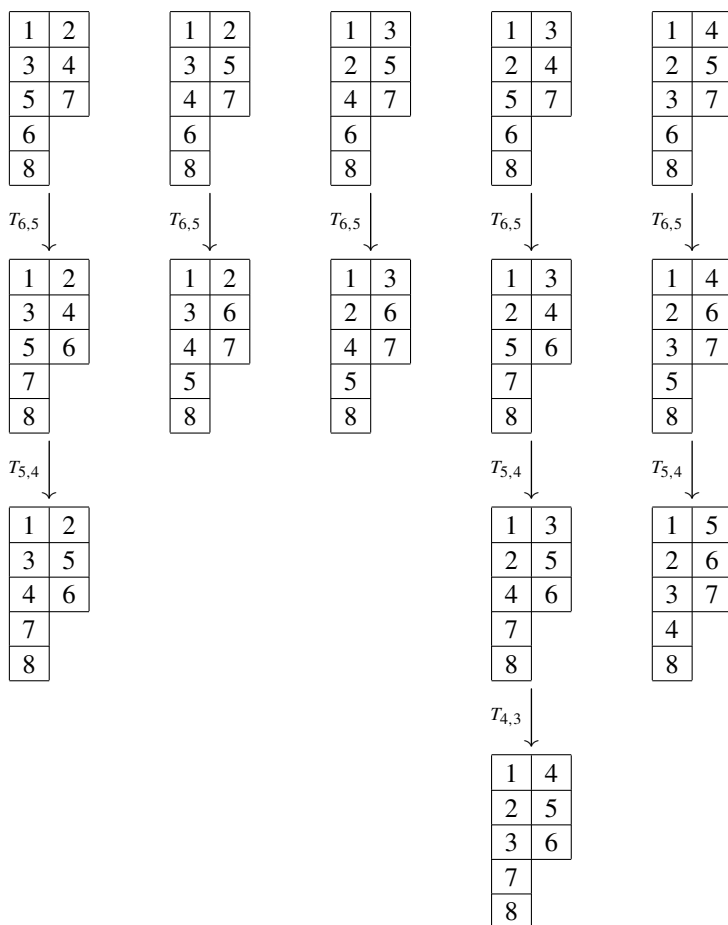 1 2 1 2 1 3 1 3 1 4
3 4 3 5 2 5 2 4 2 5
5 7 4 7 4 7 5 7 3 7
6 6 6 6 6
8 8 8 8 8
T6,5 T6,5 T6,5 T6,5 T6,5
1 2 1 2 1 3 1 3 1 4
3 4 3 6 2 6 2 4 2 6
5 6 4 7 4 7 5 6 3 7
7 5 5 7 5
8 8 8 8 8
T5,4 T5,4 T5,4
1 2 1 3 1 5
3 5 2 5 2 6
4 6 4 6 3 7
7 7 4
8 8 8
T4,3
1 4
2 5
3 6
7
8